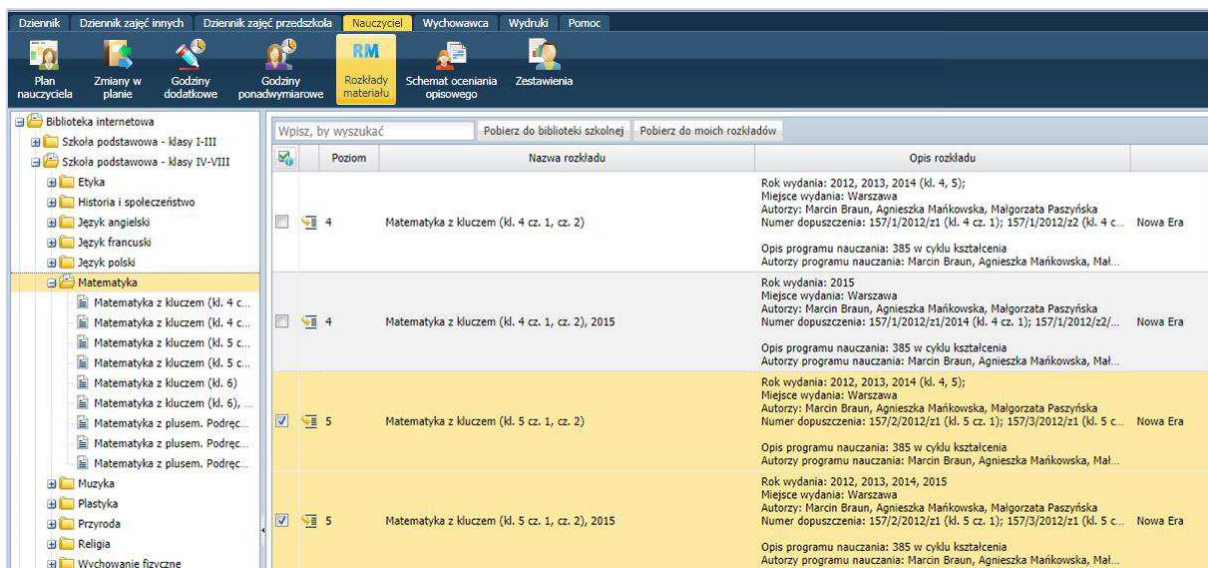 Dziennik Dziennik zajęć innych Dziennik zajęć przedszkola Nauczyciel Wychowawca Wydruki Pomoc
RM
Plan nauczyciela
Zmiany w planie
Godziny dodatkowe
Godziny ponadwymiarowe
Rozkłady materiału
Schemat oceniania opisowego
Zestawienia
Biblioteka internetowa
Szkoła podstawowa - klasy I-III
Szkoła podstawowa - klasy IV-VIII
Etyka
Historia i społeczeństwo
Język angielski
Język francuski
Język polski
Matematyka
Matematyka z kluczem (kl. 4 c...
Matematyka z kluczem (kl. 4 c...
Matematyka z kluczem (kl. 5 c...
Matematyka z kluczem (kl. 5 c...
Matematyka z kluczem (kl. 6)
Matematyka z kluczem (kl. 6), ...
Matematyka z plusem. Podręc...
Matematyka z plusem. Podręc...
Matematyka z plusem. Podręc...
Muzyka
Plastyka
Przyroda
Religia
Wychowanie fizyczne
Wpisz, by wyszukać Pobierz do biblioteki szkolnej Pobierz do moich rozkładów
Poziom Nazwa rozkładu Opis rozkładu
4 Matematyka z kluczem (kl. 4 cz. 1, cz. 2)
Rok wydania: 2012, 2013, 2014 (kl. 4, 5);
Miejsce wydania: Warszawa
Autorzy: Marcin Braun, Agnieszka Mańkowska, Małgorzata Paszyńska
Numer dopuszczenia: 157/1/2012/z1 (kl. 4 cz. 1); 157/1/2012/z2 (kl. 4 c... Nowa Era
Opis programu nauczania: 385 w cyklu kształcenia
Autorzy programu nauczania: Marcin Braun, Agnieszka Mańkowska, Mał...
4 Matematyka z kluczem (kl. 4 cz. 1, cz. 2), 2015
Rok wydania: 2015
Miejsce wydania: Warszawa
Autorzy: Marcin Braun, Agnieszka Mańkowska, Małgorzata Paszyńska
Numer dopuszczenia: 157/1/2012/z1/2014 (kl. 4 cz. 1); 157/1/2012/z2/... Nowa Era
Opis programu nauczania: 385 w cyklu kształcenia
Autorzy programu nauczania: Marcin Braun, Agnieszka Mańkowska, Mał...
5 Matematyka z kluczem (kl. 5 cz. 1, cz. 2)
Rok wydania: 2012, 2013, 2014 (kl. 4, 5);
Miejsce wydania: Warszawa
Autorzy: Marcin Braun, Agnieszka Mańkowska, Małgorzata Paszyńska
Numer dopuszczenia: 157/2/2012/z1 (kl. 5 cz. 1); 157/3/2012/z1 (kl. 5 c... Nowa Era
Opis programu nauczania: 385 w cyklu kształcenia
Autorzy programu nauczania: Marcin Braun, Agnieszka Mańkowska, Mał...
5 Matematyka z kluczem (kl. 5 cz. 1, cz. 2), 2015
Rok wydania: 2012, 2013, 2014, 2015
Miejsce wydania: Warszawa
Autorzy: Marcin Braun, Agnieszka Mańkowska, Małgorzata Paszyńska
Numer dopuszczenia: 157/2/2012/z1 (kl. 5 cz. 1); 157/3/2012/z1 (kl. 5 c... Nowa Era
Opis programu nauczania: 385 w cyklu kształcenia
Autorzy programu nauczania: Marcin Braun, Agnieszka Mańkowska, Mał...